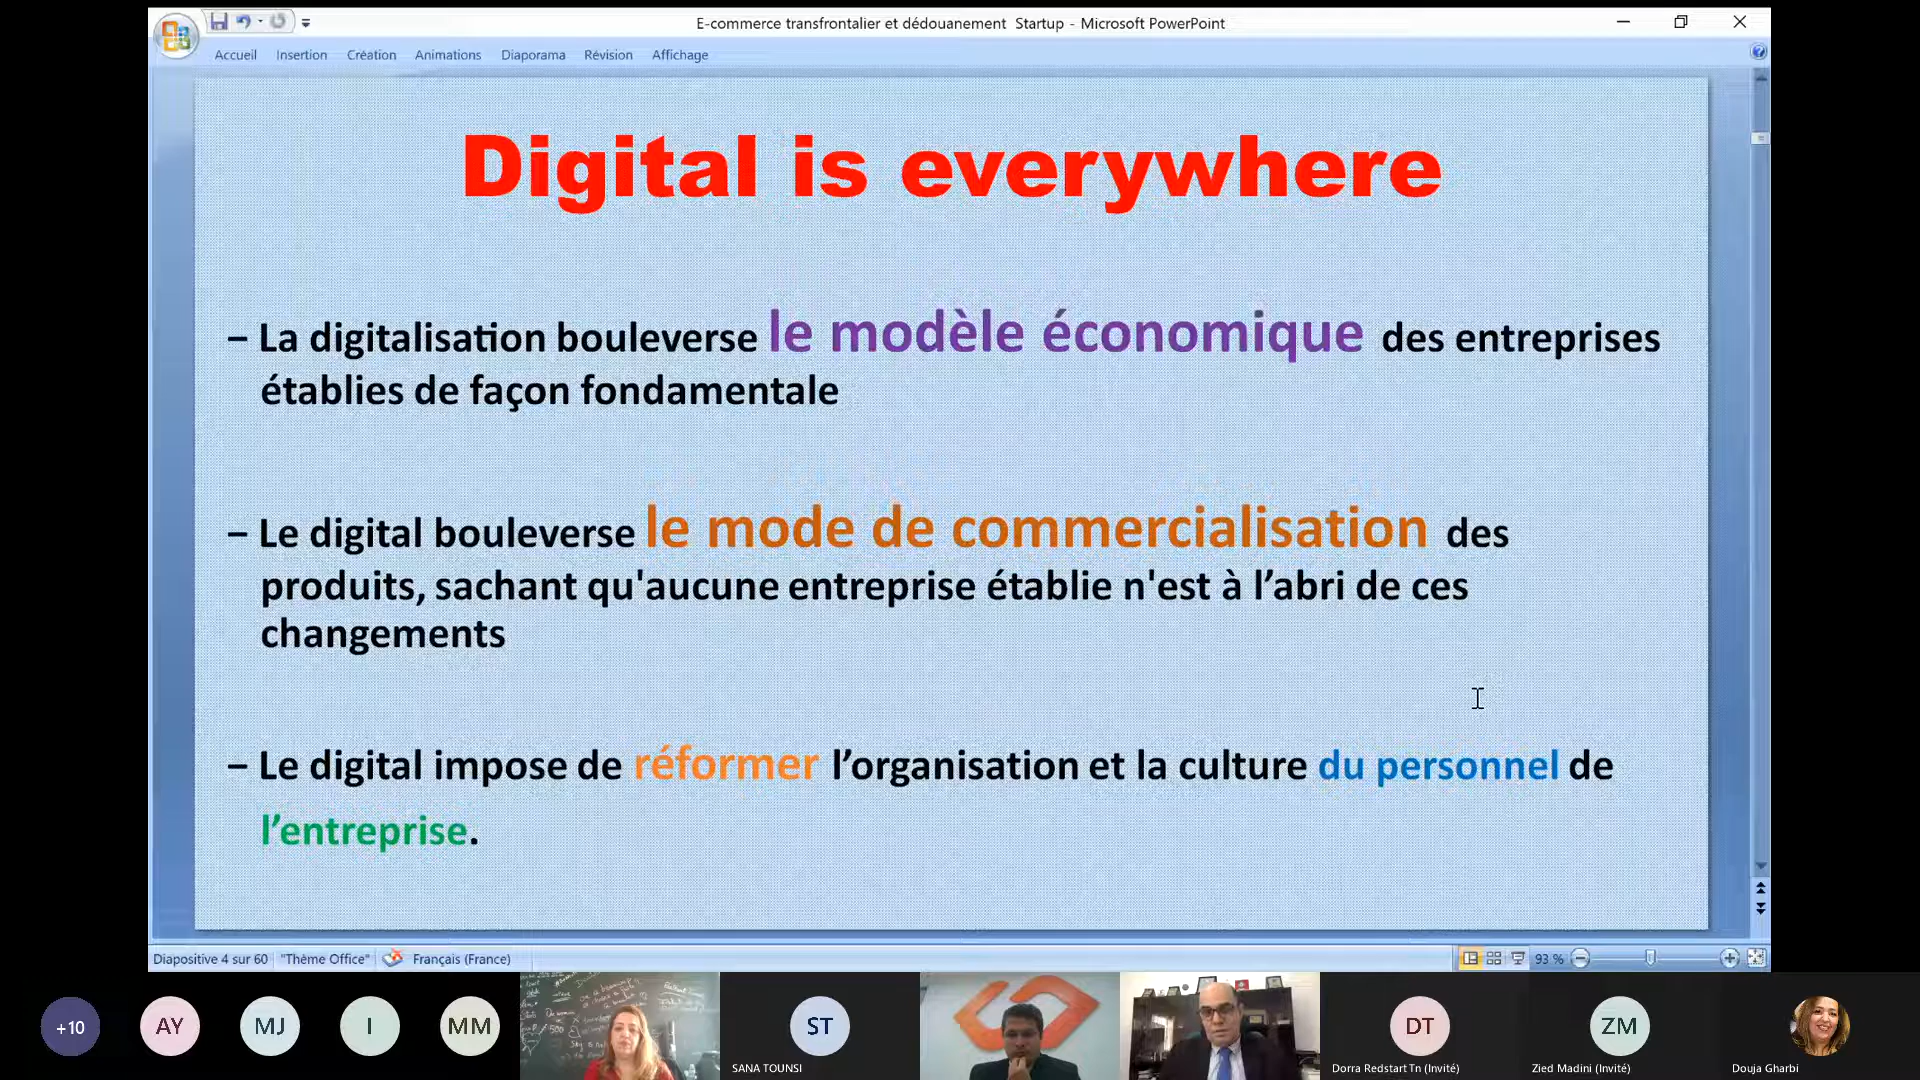 E-commerce transfrontalier et dédouanement Startup - Microsoft PowerPoint
Accueil Insertion Création Animations Diaporama Révision Affichage
Digital is everywhere
– La digitalisation bouleverse le modèle économique des entreprises
établies de façon fondamentale
– Le digital bouleverse le mode de commercialisation des
produits, sachant qu'aucune entreprise établie n'est à l’abri de ces
changements
– Le digital impose de réformer l’organisation et la culture du personnel de
l’entreprise.
Diapositive 4 sur 60 "Thème Office" Français (France) 93 %
+10 AY MJ I MM ST DT ZM
SANA TOUNSI Dorra Redstart Tn (Invité) Zied Madini (Invité) Douja Gharbi